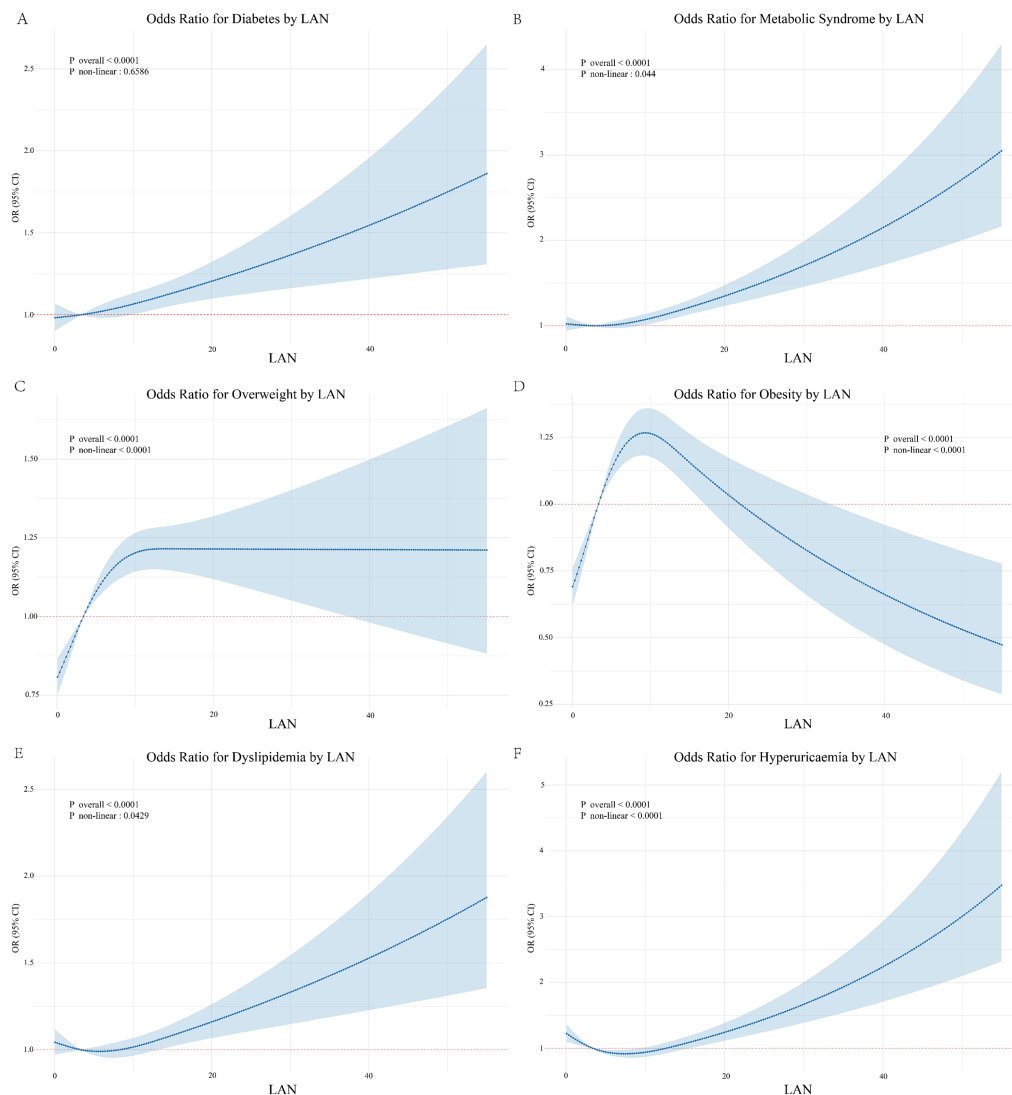 A
Odds Ratio for Diabetes by LAN
P overall < 0.0001
P non-linear : 0.6586
OR (95% CI)
2.5
2.0
1.5
1.0
0 20 40
LAN
B
Odds Ratio for Metabolic Syndrome by LAN
P overall < 0.0001
P non-linear : 0.044
OR (95% CI)
4
3
2
1
0 20 40
LAN
C
Odds Ratio for Overweight by LAN
P overall < 0.0001
P non-linear < 0.0001
OR (95% CI)
1.50
1.25
1.00
0.75
0 20 40
LAN
D
Odds Ratio for Obesity by LAN
P overall < 0.0001
P non-linear < 0.0001
OR (95% CI)
1.25
1.00
0.75
0.50
0.25
0 20 40
LAN
E
Odds Ratio for Dyslipidemia by LAN
P overall < 0.0001
P non-linear : 0.0429
OR (95% CI)
2.5
2.0
1.5
1.0
0 20 40
LAN
F
Odds Ratio for Hyperuricaemia by LAN
P overall < 0.0001
P non-linear < 0.0001
OR (95% CI)
5
4
3
2
1
0 20 40
LAN